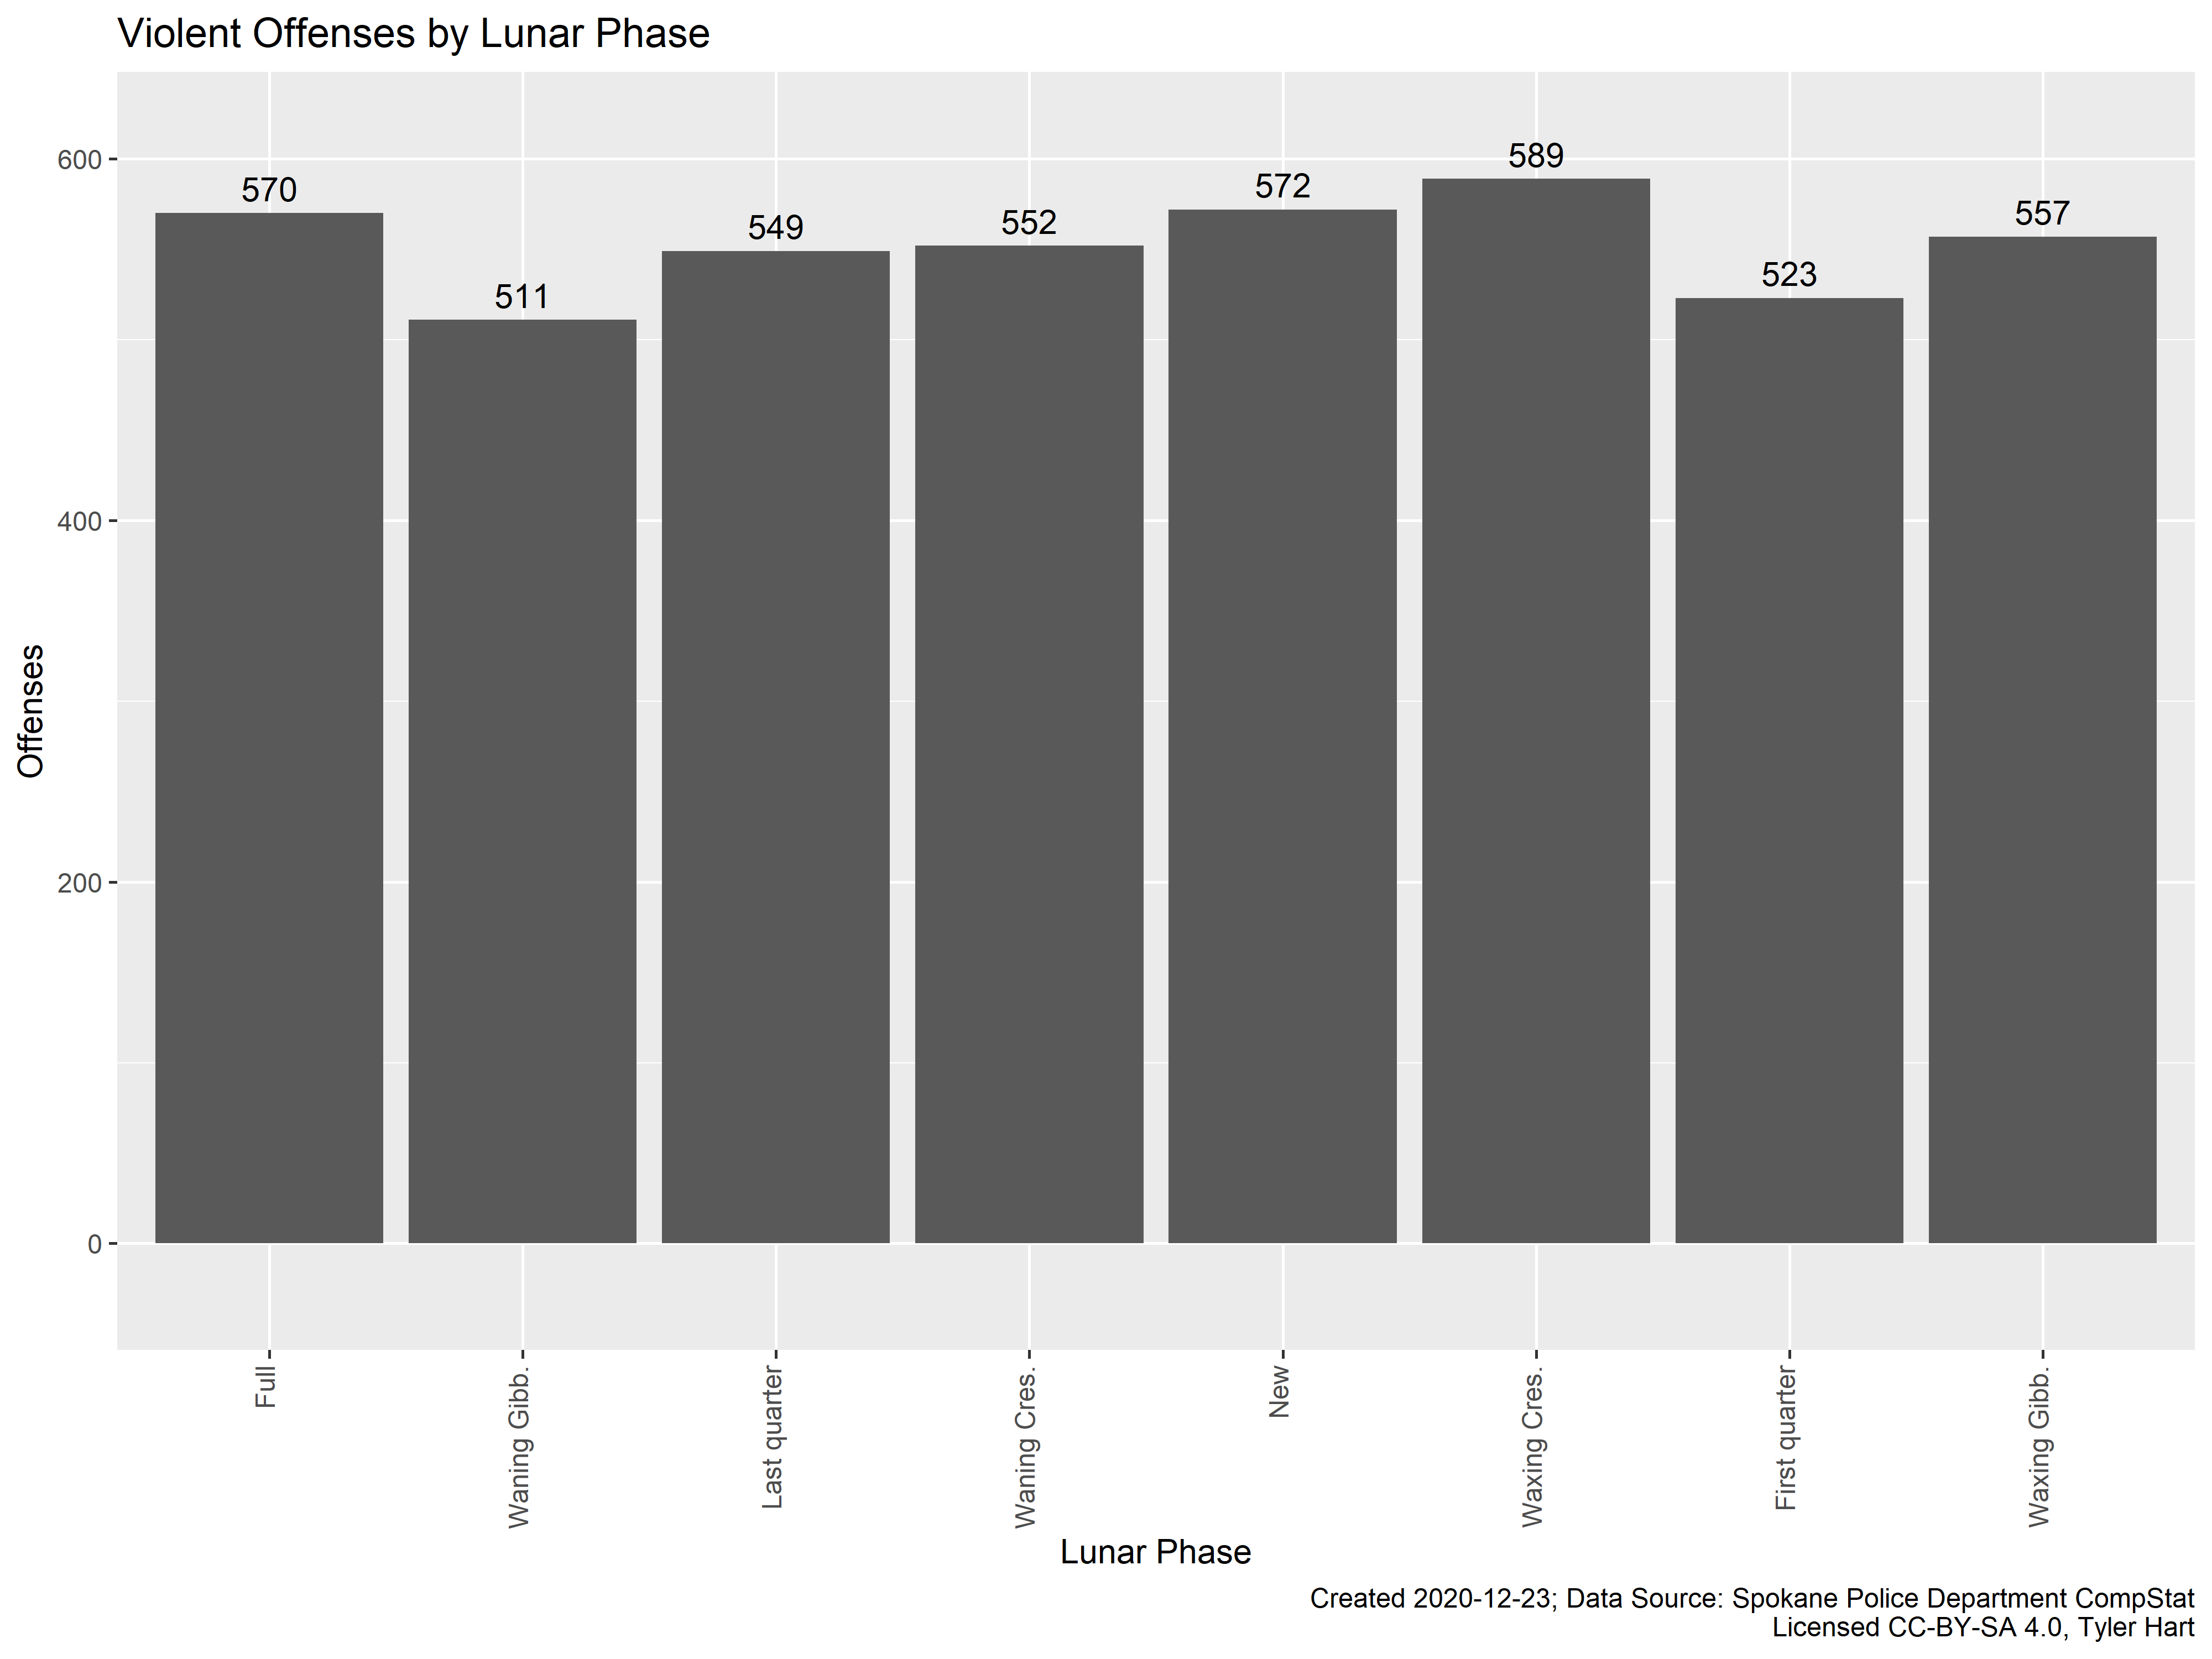 Violent Offenses by Lunar Phase
Offenses
600
400
200
0
570
511
549
552
572
589
523
557
Full
Waning Gibb.
Last quarter
Waning Cres.
New
Waxing Cres.
First quarter
Waxing Gibb.
Lunar Phase
Created 2020-12-23; Data Source: Spokane Police Department CompStat
Licensed CC-BY-SA 4.0, Tyler Hart